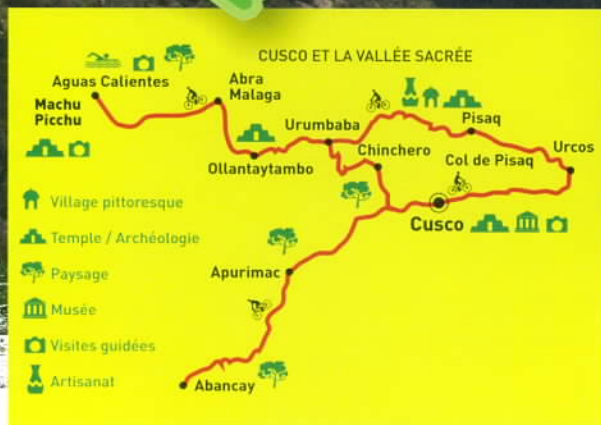 CUSCO ET LA VALLÉE SACRÉE
Aguas Calientes
Machu
Picchu
Abra
Malaga
Ollantaytambo
Urumbaba
Chinchero
Pisaq
Col de Pisaq
Urcos
Cusco
Apurimac
Abancay
Village pittoresque
Temple / Archéologie
Paysage
Musée
Visites guidées
Artisanat